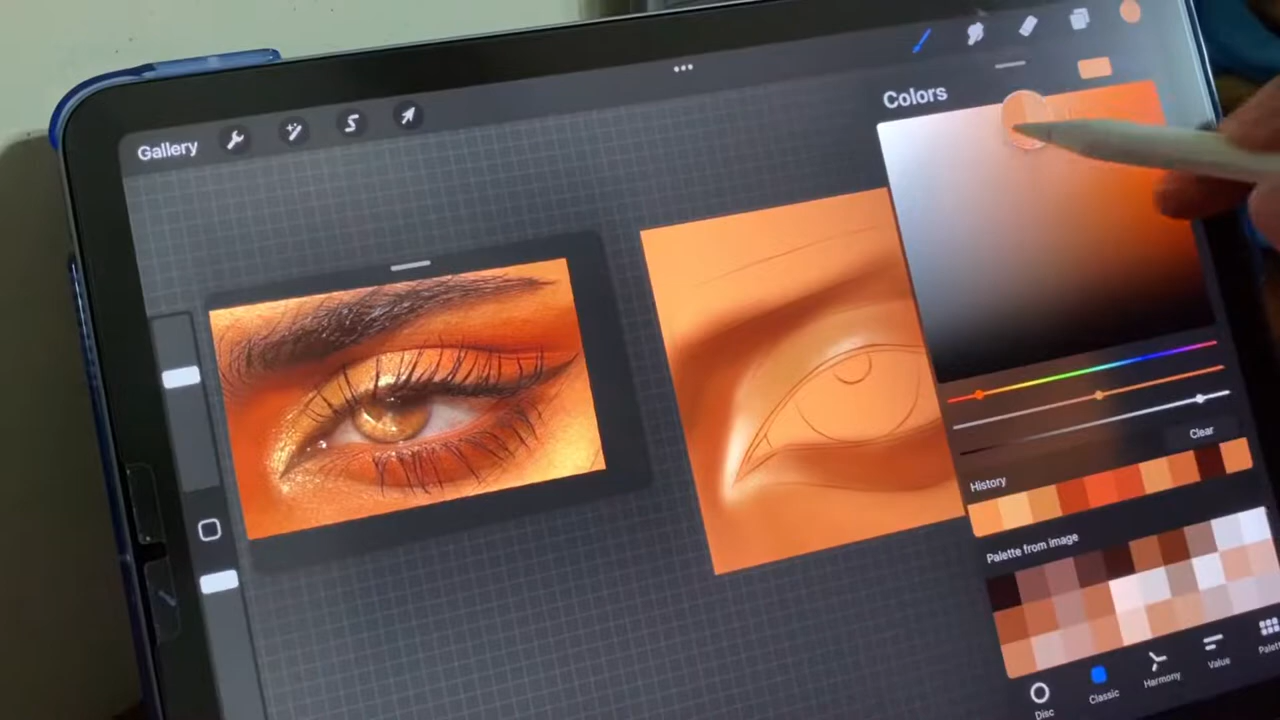 Gallery
Colors
Clear
History
Palette from image
Disc
Classic
Harmony
Value